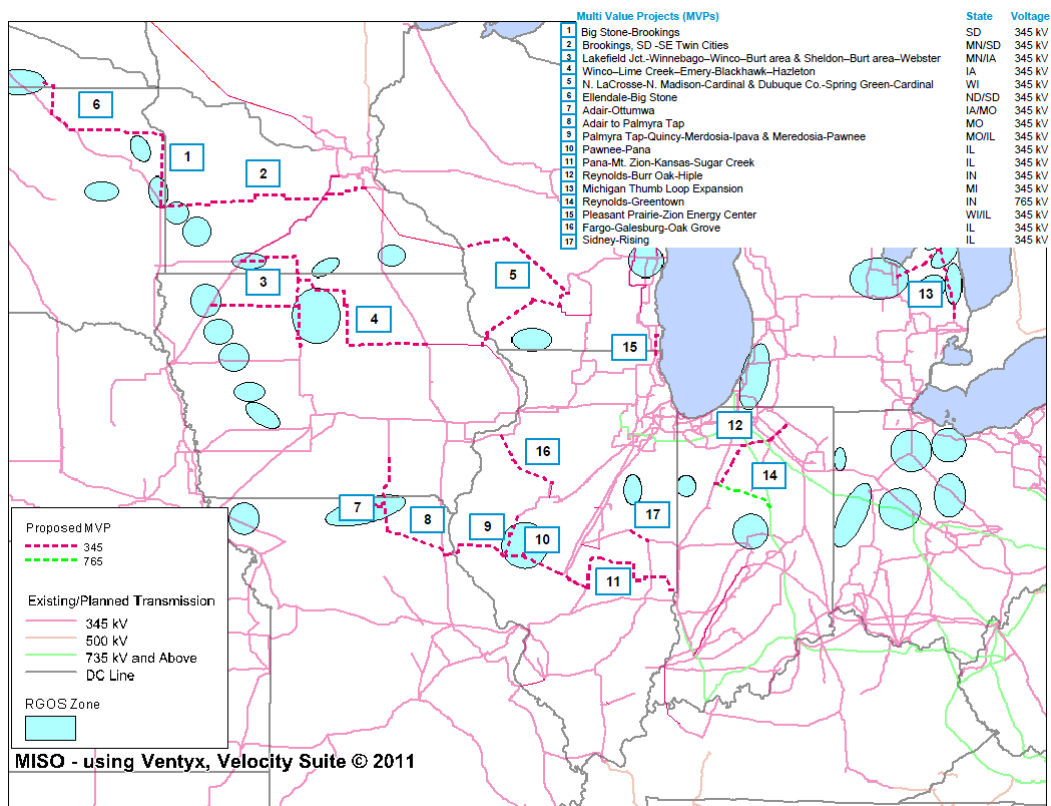 Multi Value Projects (MVPs) State Voltage
1 Big Stone-Brookings SD 345 kV
2 Brookings, SD -SE Twin Cities MN/SD 345 kV
3 Lakefield Jct.-Winnebago–Winco–Burt area & Sheldon–Burt area–Webster MN/IA 345 kV
4 Winco–Lime Creek–Emery-Blackhawk–Hazleton IA 345 kV
5 N. LaCrosse-N. Madison-Cardinal & Dubuque Co.-Spring Green-Cardinal WI 345 kV
6 Ellendale-Big Stone ND/SD 345 kV
7 Adair-Ottumwa IA/MO 345 kV
8 Adair to Palmyra Tap MO 345 kV
9 Palmyra Tap-Quincy-Merdosia-Ipava & Meredosia-Pawnee MO/IL 345 kV
10 Pawnee-Pana IL 345 kV
11 Pana-Mt. Zion-Kansas-Sugar Creek IL 345 kV
12 Reynolds-Burr Oak-Hiple IN 345 kV
13 Michigan Thumb Loop Expansion MI 345 kV
14 Reynolds-Greentown IN 765 kV
15 Pleasant Prairie-Zion Energy Center WI/IL 345 kV
16 Fargo-Galesburg-Oak Grove IL 345 kV
17 Sidney-Rising IL 345 kV
6
1
2
3
5
13
4
15
12
16
14
7
8
9
17
10
11
Proposed MVP
345
765
Existing/Planned Transmission
345 kV
500 kV
735 kV and Above
DC Line
RGOS Zone
MISO - using Ventyx, Velocity Suite © 2011